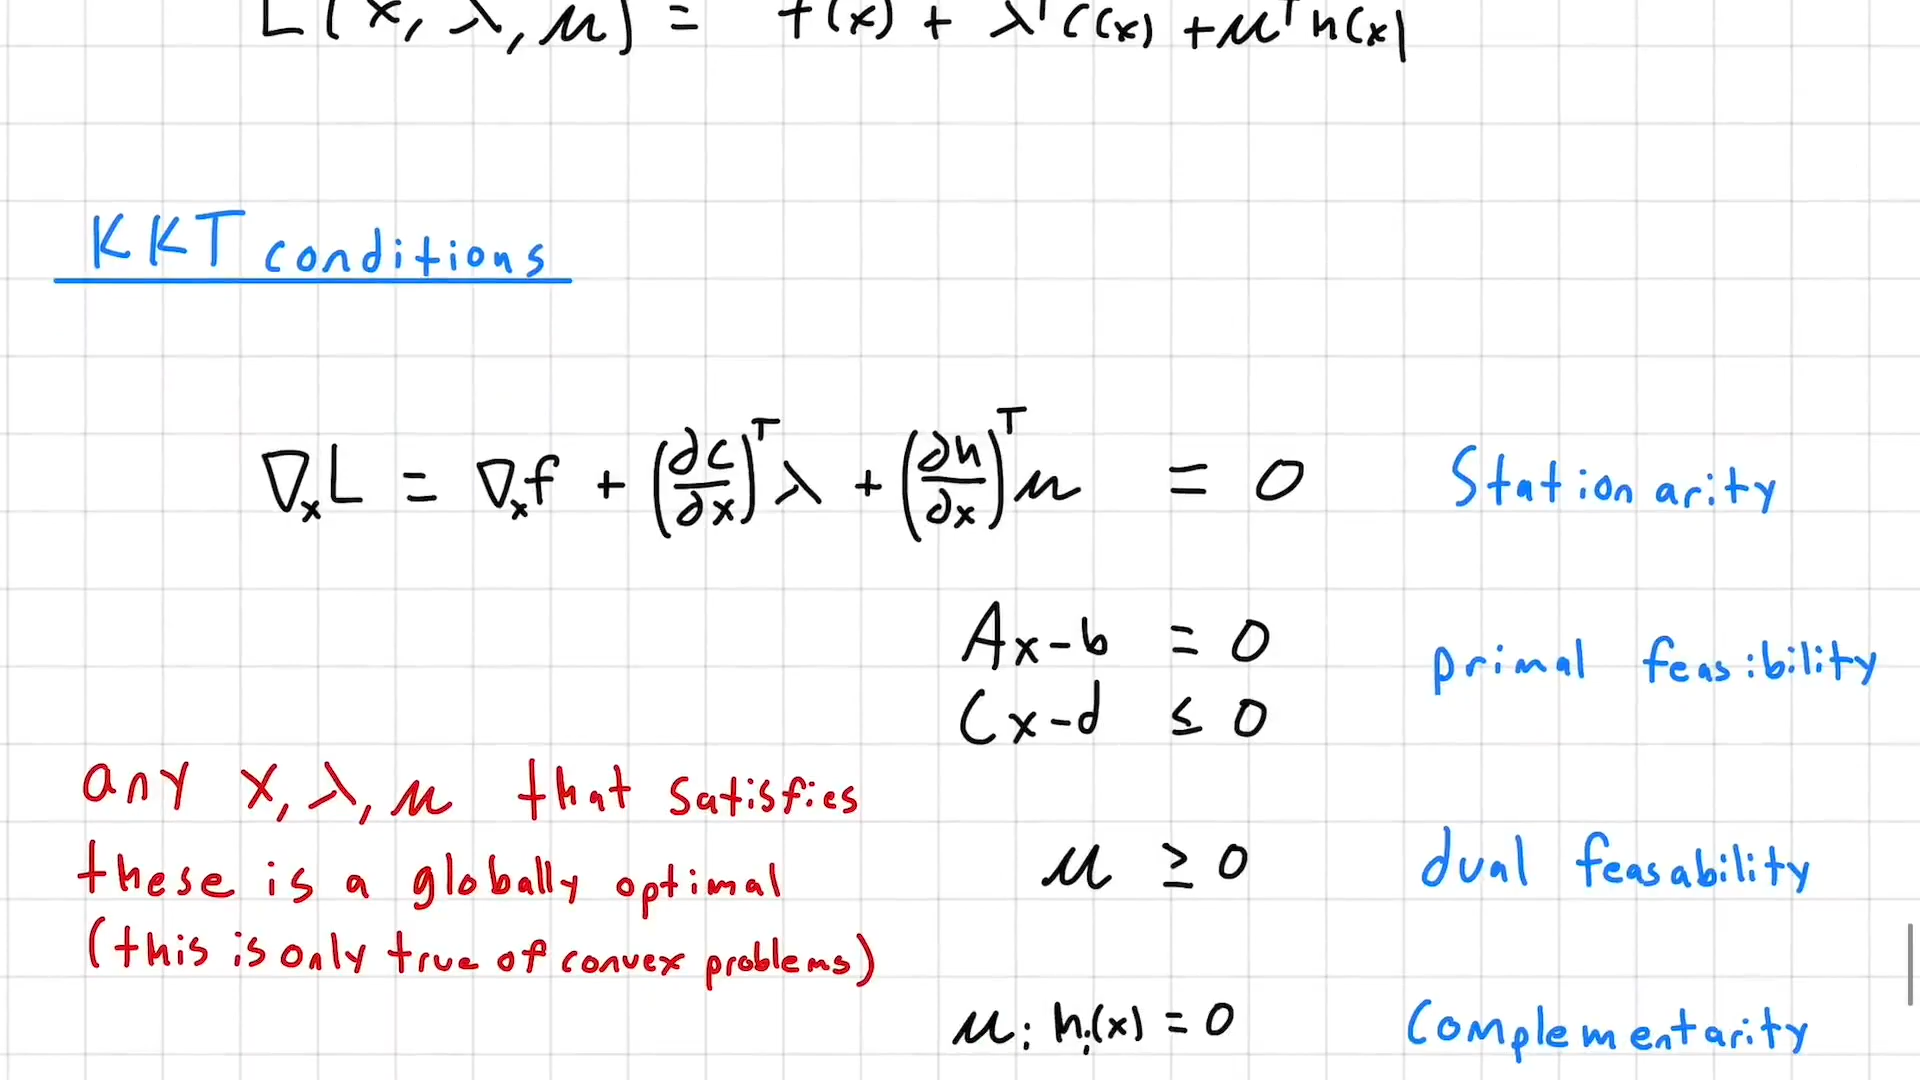 L(x, λ, μ) = f(x) + λᵀc(x) + μᵀh(x)
KKT conditions
∇ₓL = ∇ₓf + (∂c/∂x)ᵀλ + (∂h/∂x)ᵀμ = 0 Stationarity
Ax-b = 0
Cx-d ≤ 0 primal feasibility
any x, λ, μ that satisfies
these is a globally optimal
(this is only true of convex problems)
μ ≥ 0 dual feasability
μᵢ hᵢ(x) = 0 Complementarity